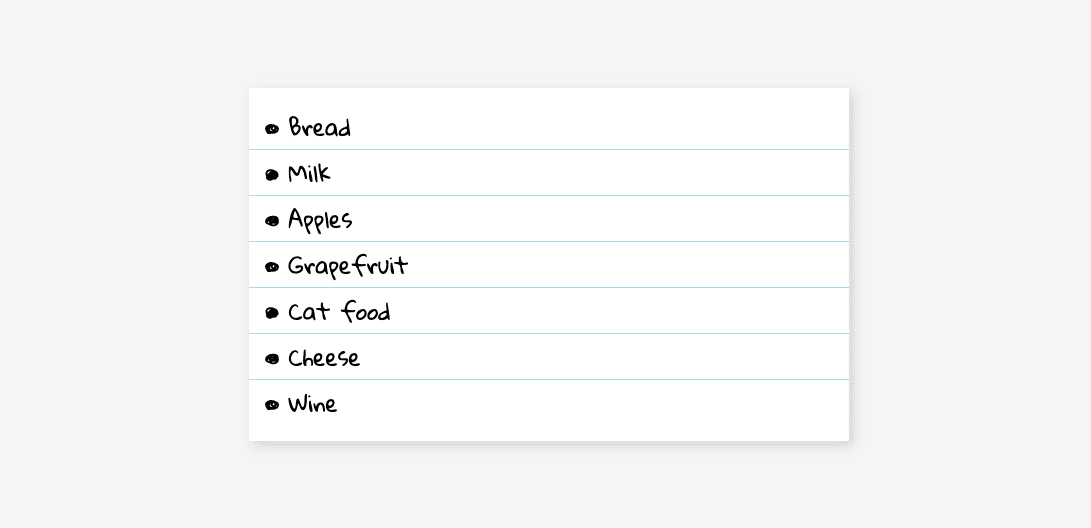 Bread
Milk
Apples
Grapefruit
Cat food
Cheese
Wine